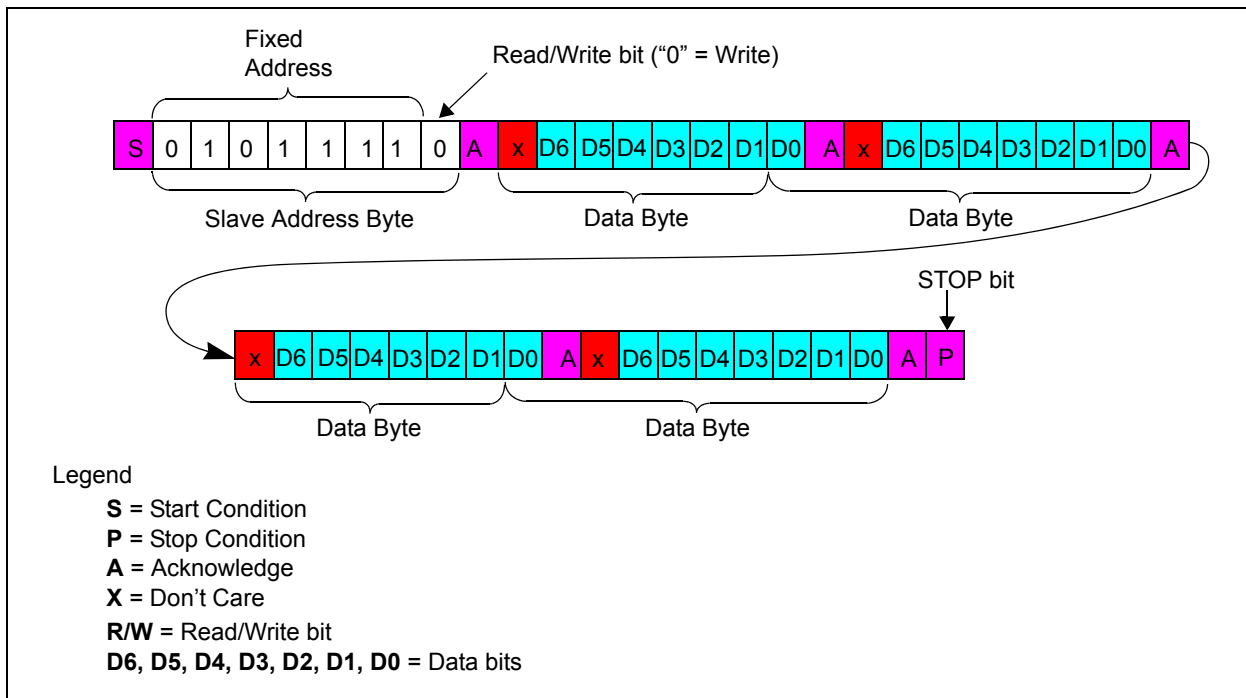 Fixed
Address
Read/Write bit (“0” = Write)
S 0 1 0 1 1 1 1 0 A x D6 D5 D4 D3 D2 D1 D0 A x D6 D5 D4 D3 D2 D1 D0 A
Slave Address Byte Data Byte Data Byte
STOP bit
x D6 D5 D4 D3 D2 D1 D0 A x D6 D5 D4 D3 D2 D1 D0 A P
Data Byte Data Byte
Legend
S = Start Condition
P = Stop Condition
A = Acknowledge
X = Don't Care
R/W = Read/Write bit
D6, D5, D4, D3, D2, D1, D0 = Data bits